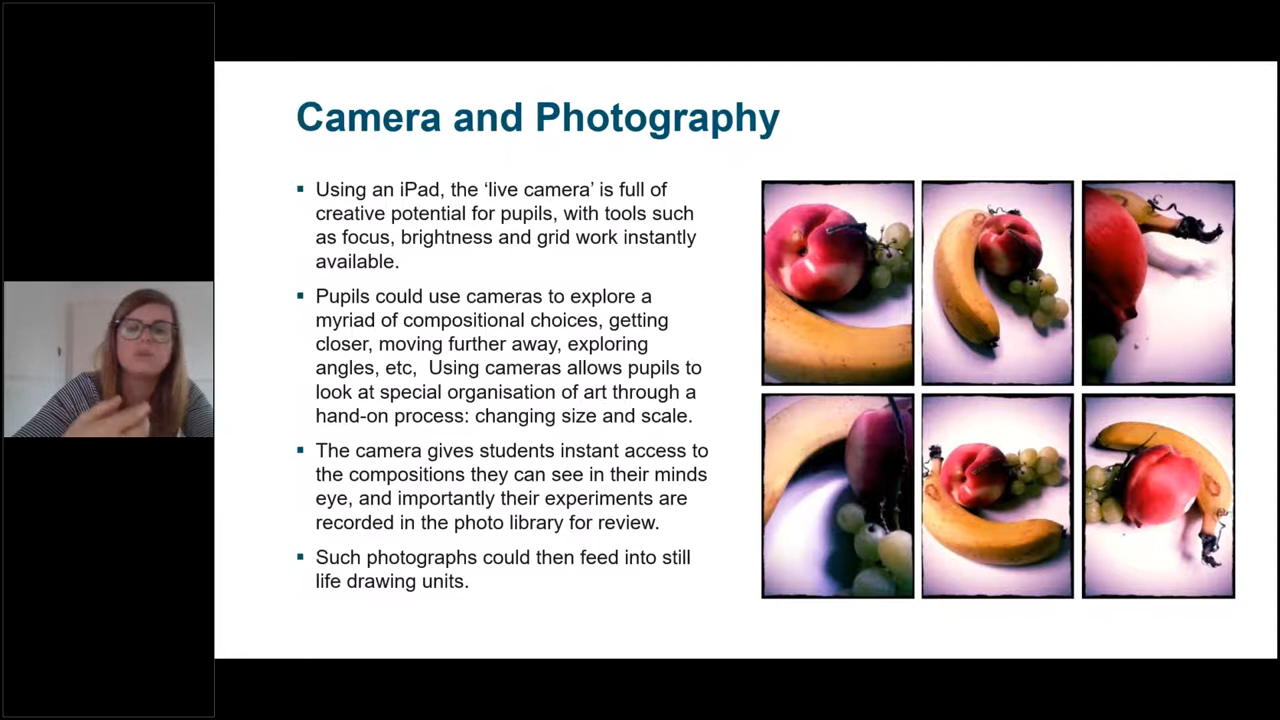 Camera and Photography
▪ Using an iPad, the ‘live camera’ is full of
creative potential for pupils, with tools such
as focus, brightness and grid work instantly
available.
▪ Pupils could use cameras to explore a
myriad of compositional choices, getting
closer, moving further away, exploring
angles, etc,  Using cameras allows pupils to
look at special organisation of art through a
hand-on process: changing size and scale.
▪ The camera gives students instant access to
the compositions they can see in their minds
eye, and importantly their experiments are
recorded in the photo library for review.
▪ Such photographs could then feed into still
life drawing units.